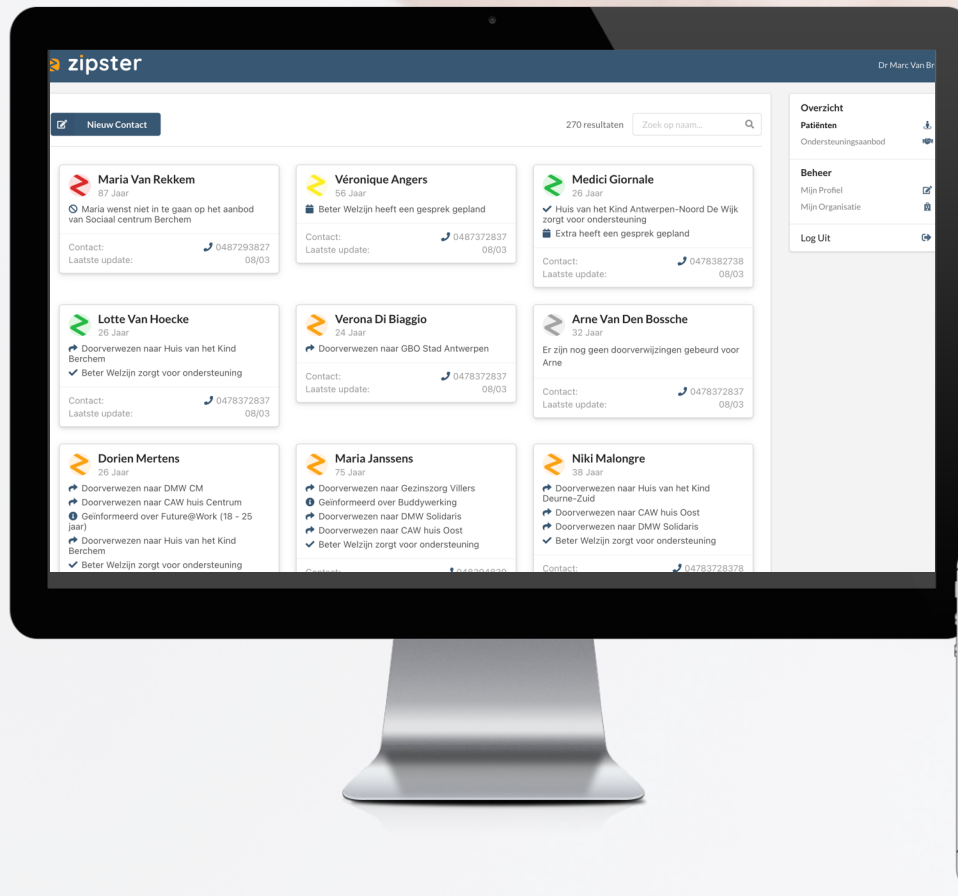 zipster
Dr Marc Van Br
Nieuw Contact
270 resultaten
Zoek op naam...
Maria Van Rekkem
87 Jaar
Maria wenst niet in te gaan op het aanbod
van Sociaal centrum Berchem
Contact: 0487293827
Laatste update: 08/03
Véronique Angers
56 Jaar
Beter Welzijn heeft een gesprek gepland
Contact: 0487372837
Laatste update: 08/03
Medici Giornale
26 Jaar
Huis van het Kind Antwerpen-Noord De Wijk
zorgt voor ondersteuning
Extra heeft een gesprek gepland
Contact: 0478382738
Laatste update: 08/03
Lotte Van Hoecke
26 Jaar
Doorverwezen naar Huis van het Kind
Berchem
Beter Welzijn zorgt voor ondersteuning
Contact: 0478372837
Laatste update: 08/03
Verona Di Biaggio
24 Jaar
Doorverwezen naar GBO Stad Antwerpen
Contact: 0478372837
Laatste update: 08/03
Arne Van Den Bossche
32 Jaar
Er zijn nog geen doorverwijzingen gebeurd voor
Arne
Contact: 0478372837
Laatste update: 08/03
Dorien Mertens
26 Jaar
Doorverwezen naar DMW CM
Doorverwezen naar CAW huis Centrum
Geïnformeerd over Future@Work (18 - 25
jaar)
Doorverwezen naar Huis van het Kind
Berchem
Beter Welzijn zorgt voor ondersteuning
Maria Janssens
75 Jaar
Doorverwezen naar Gezinszorg Villers
Geïnformeerd over Buddywerking
Doorverwezen naar DMW Solidaris
Doorverwezen naar CAW huis Oost
Beter Welzijn zorgt voor ondersteuning
Contact:
Niki Malongre
38 Jaar
Doorverwezen naar Huis van het Kind
Deurne-Zuid
Doorverwezen naar CAW huis Oost
Doorverwezen naar DMW Solidaris
Beter Welzijn zorgt voor ondersteuning
Contact: 04783728378
Overzicht
Patiënten
Ondersteuningsaanbod
Beheer
Mijn Profiel
Mijn Organisatie
Log Uit